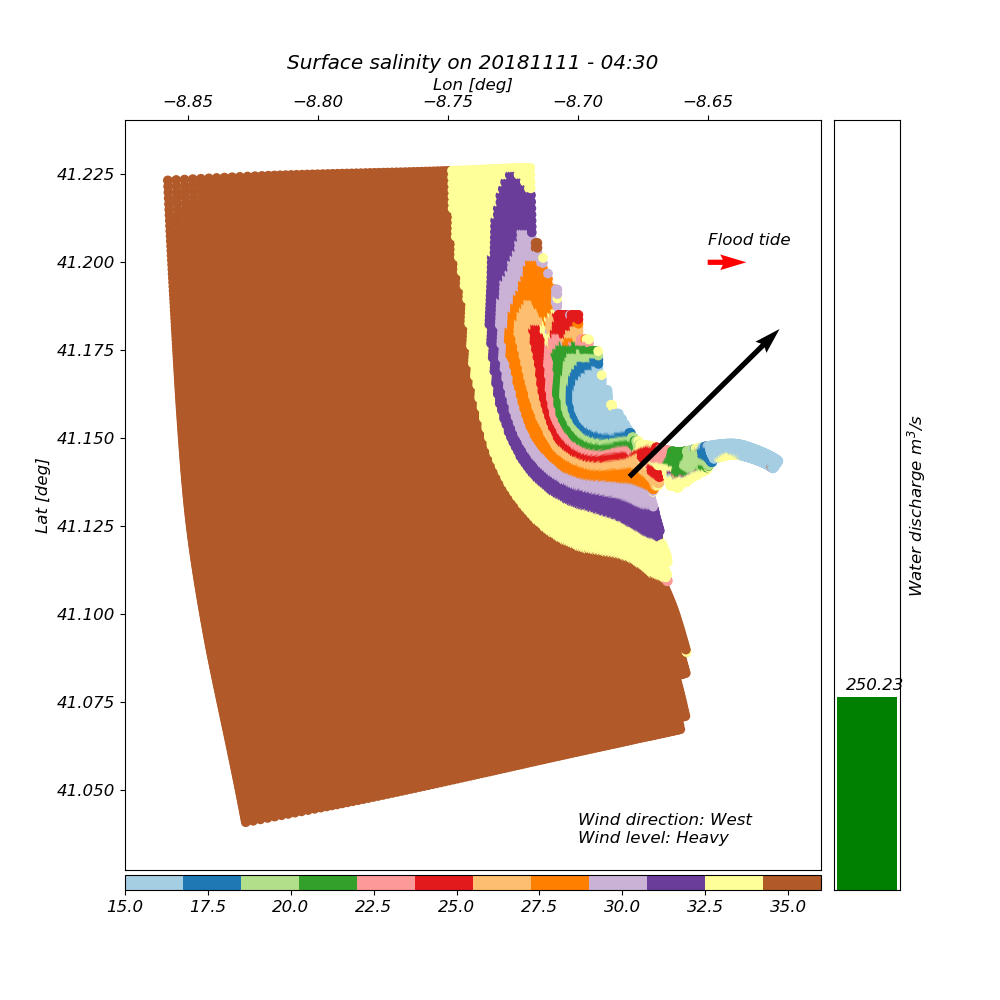 Surface salinity on 20181111 - 04:30
Lon [deg]
−8.85 −8.80 −8.75 −8.70 −8.65
41.225
41.200
41.175
41.150
41.125
41.100
41.075
41.050
Lat [deg]
Flood tide
Wind direction: West
Wind level: Heavy
250.23
Water discharge m³/s
15.0 17.5 20.0 22.5 25.0 27.5 30.0 32.5 35.0